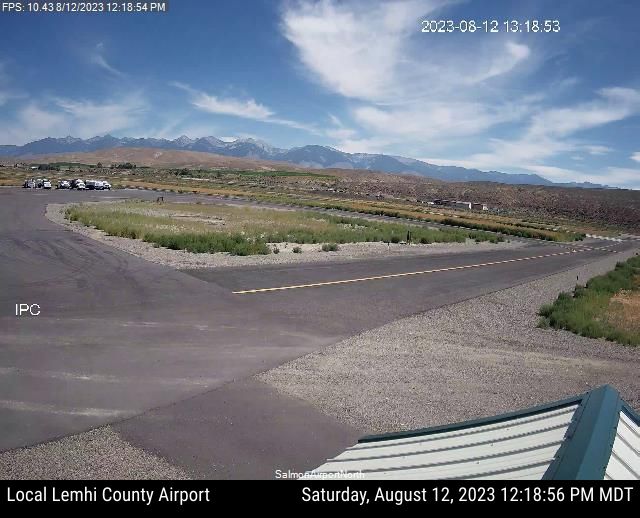 FPS: 10.43 8/12/2023 12:18:54 PM
2023-08-12 13:18:53
IPC
SalmonAirportNorth
Local Lemhi County Airport
Saturday, August 12, 2023 12:18:56 PM MDT